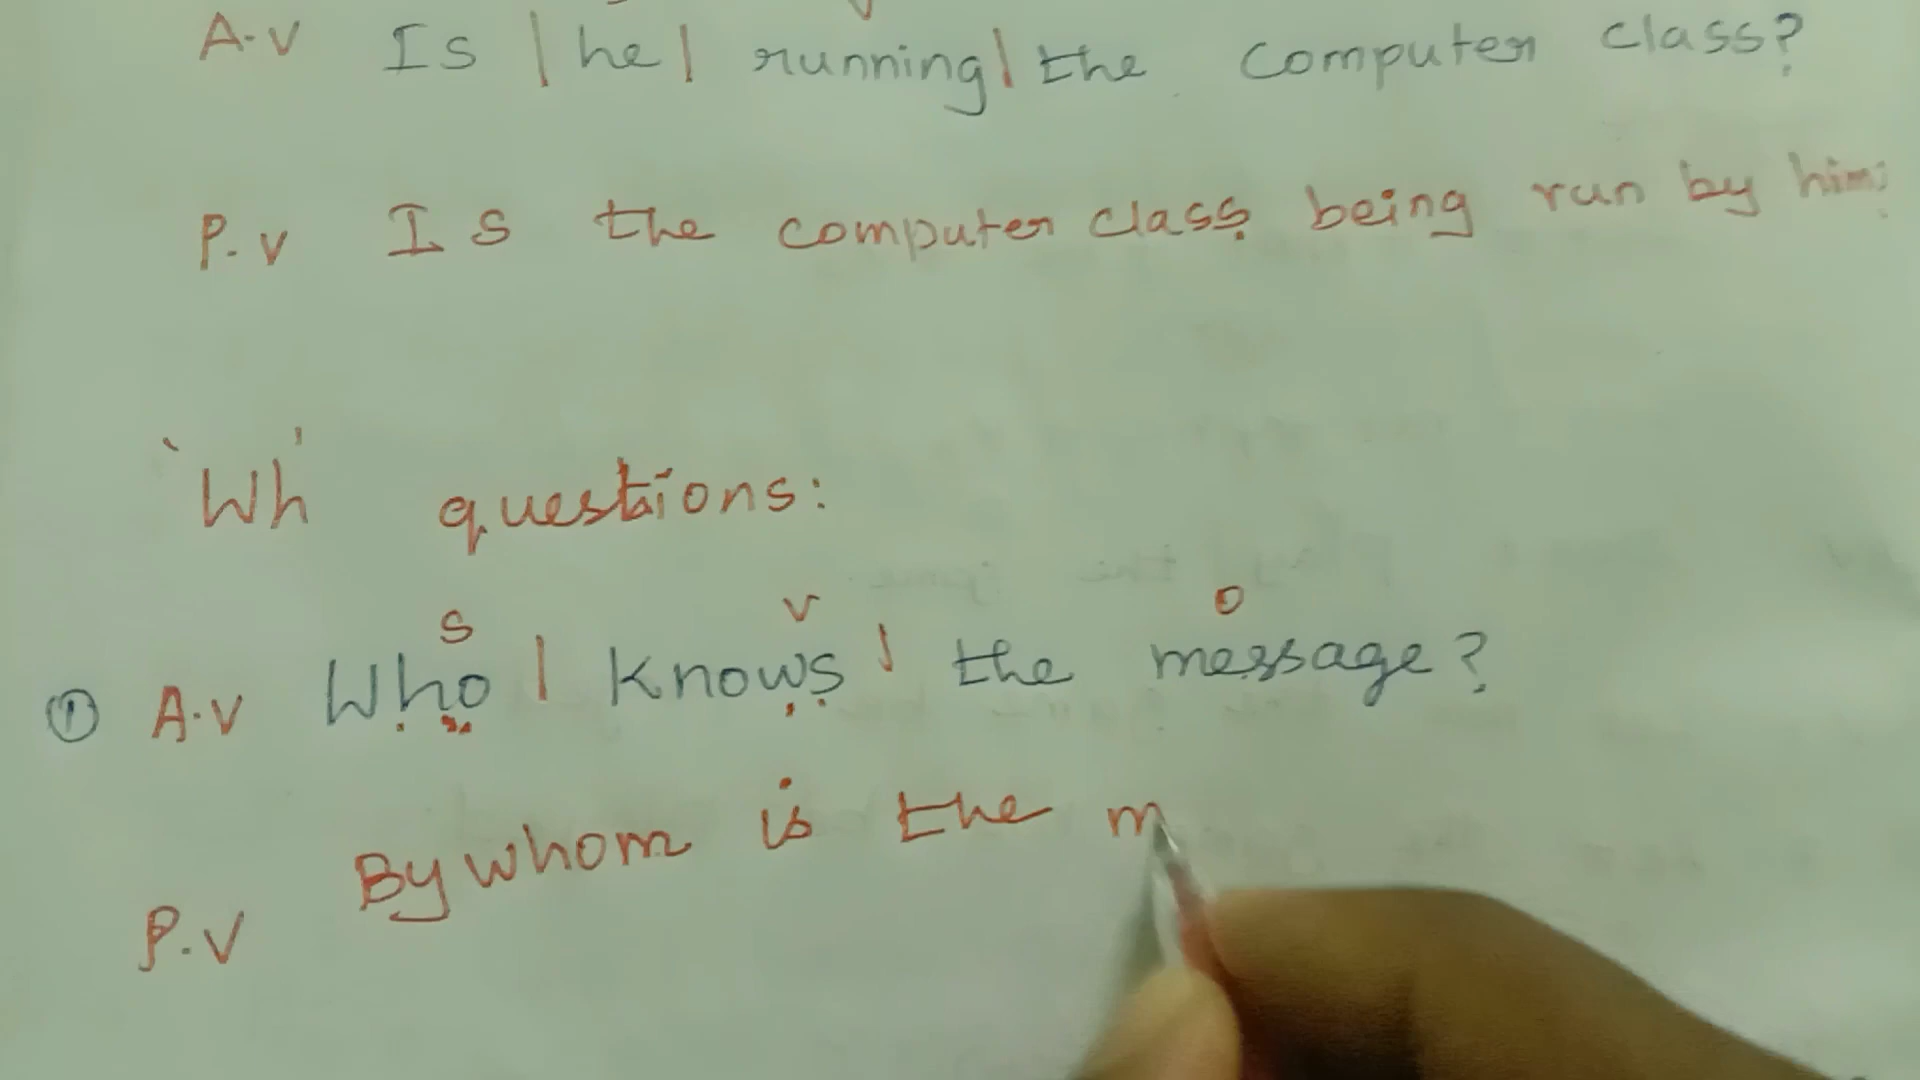 A.V Is | he | running | the computer class?
P.V Is the computer class being run by him?
'Wh' questions:
S V O
① A.V Who | knows | the message?
By whom is the m
P.V